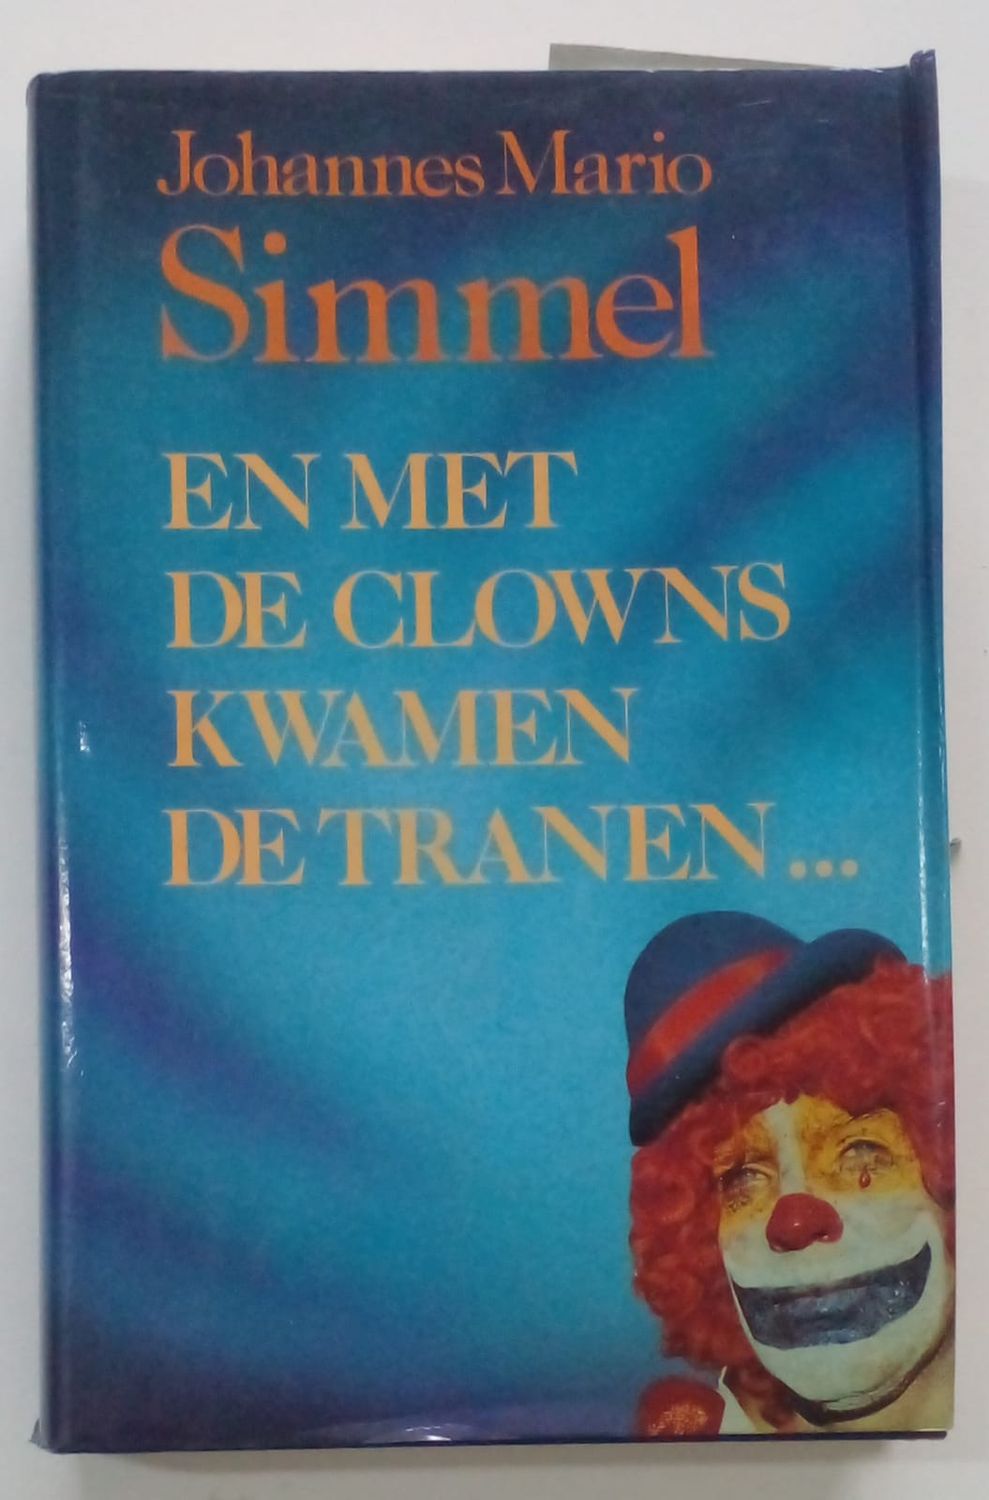 Johannes Mario
Simmel
EN MET
DE CLOWNS
KWAMEN
DE TRANEN...